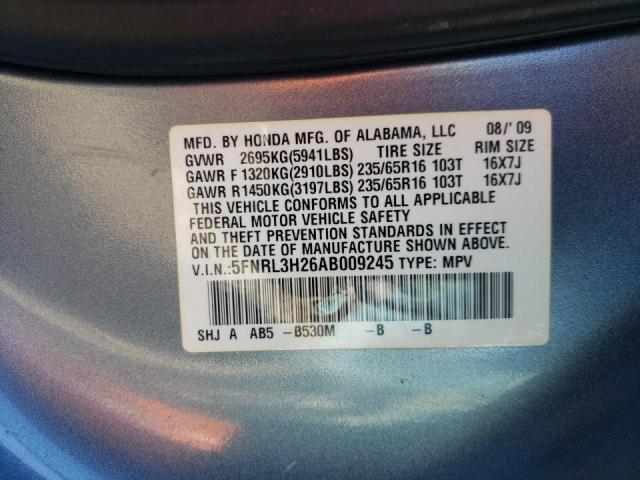 MFD. BY HONDA MFG. OF ALABAMA, LLC 08/'09
GVWR 2695KG(5941LBS) TIRE SIZE RIM SIZE
GAWR F 1320KG(2910LBS) 235/65R16 103T 16X7J
GAWR R1450KG(3197LBS) 235/65R16 103T 16X7J
THIS VEHICLE CONFORMS TO ALL APPLICABLE
FEDERAL MOTOR VEHICLE SAFETY
AND THEFT PREVENTION STANDARDS IN EFFECT
ON THE DATE OF MANUFACTURE SHOWN ABOVE.
V.I.N.:5FNRL3H26AB009245 TYPE: MPV
SHJ A AB5 -B530M -B -B